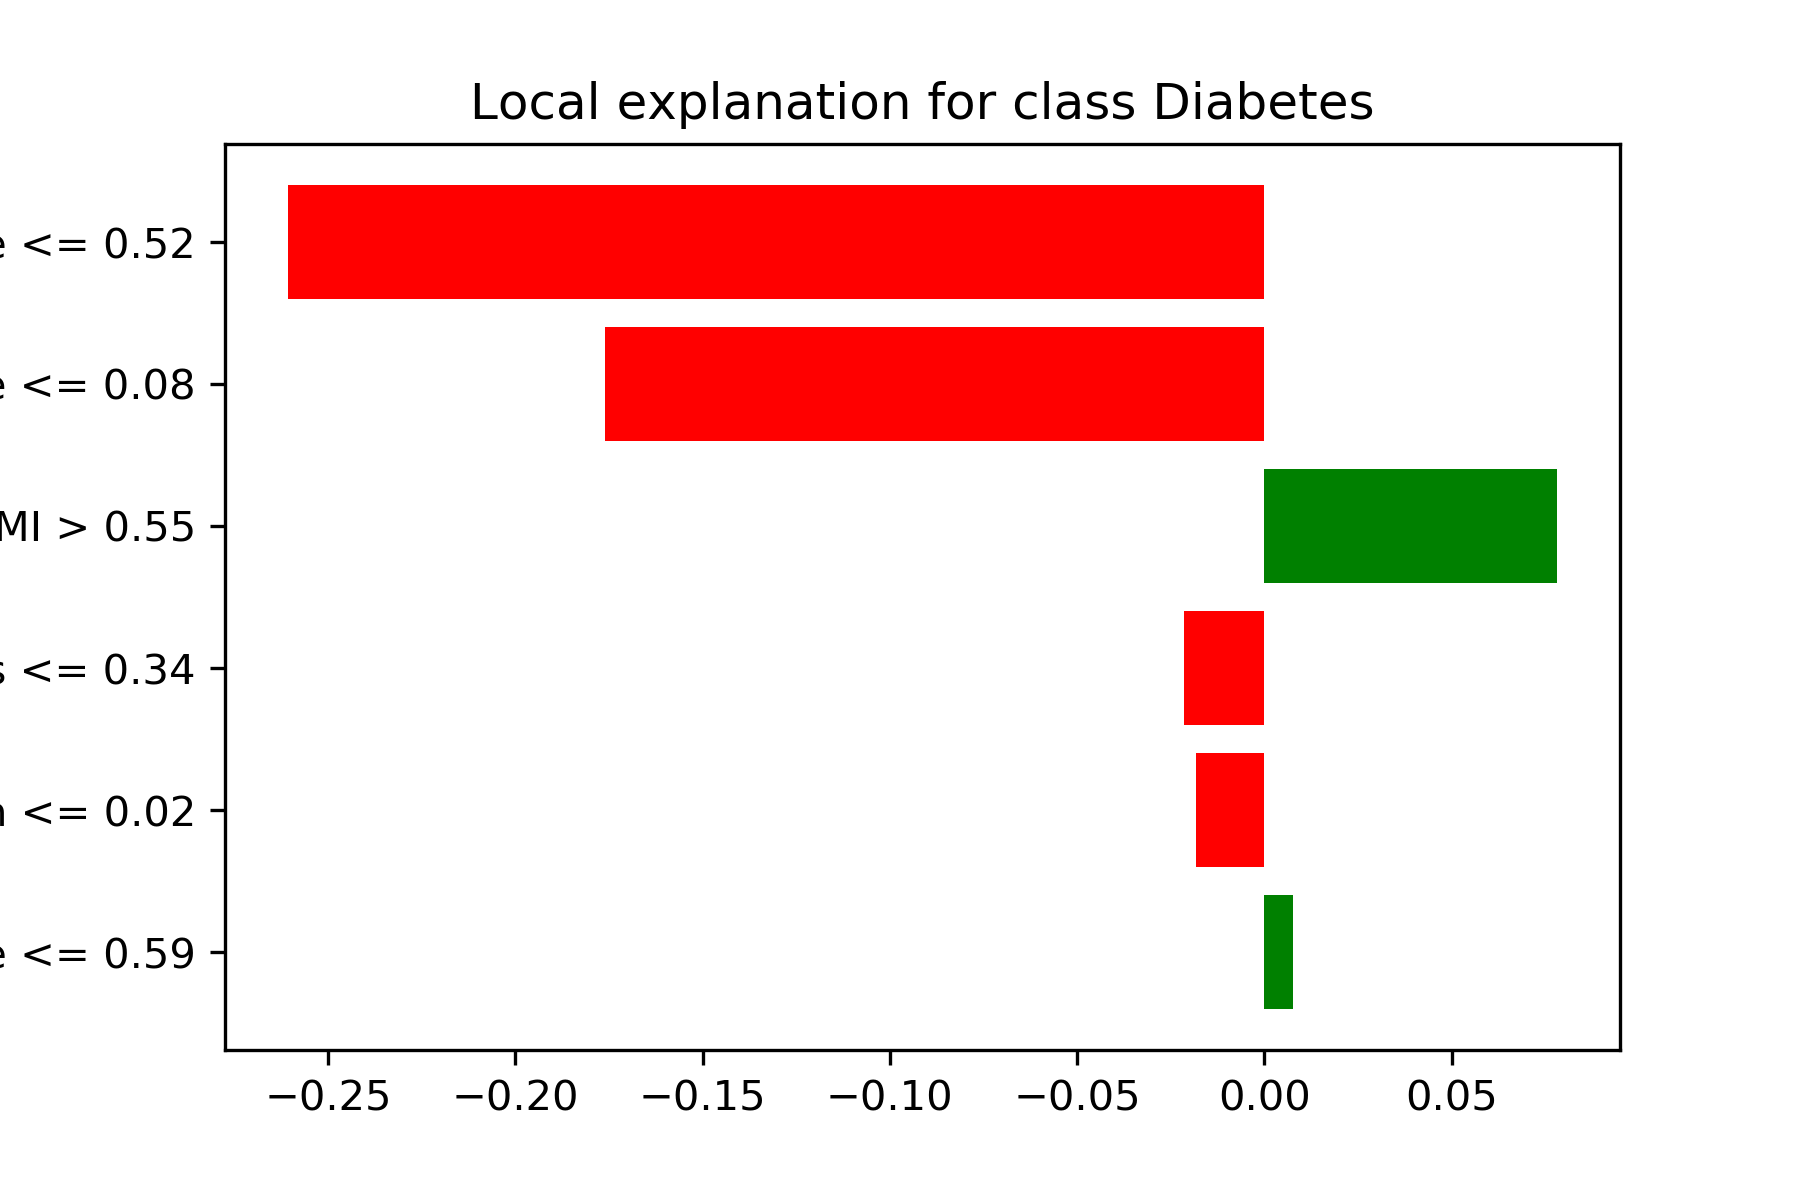 Local explanation for class Diabetes
e <= 0.52
e <= 0.08
MI > 0.55
s <= 0.34
n <= 0.02
e <= 0.59
−0.25 −0.20 −0.15 −0.10 −0.05 0.00 0.05